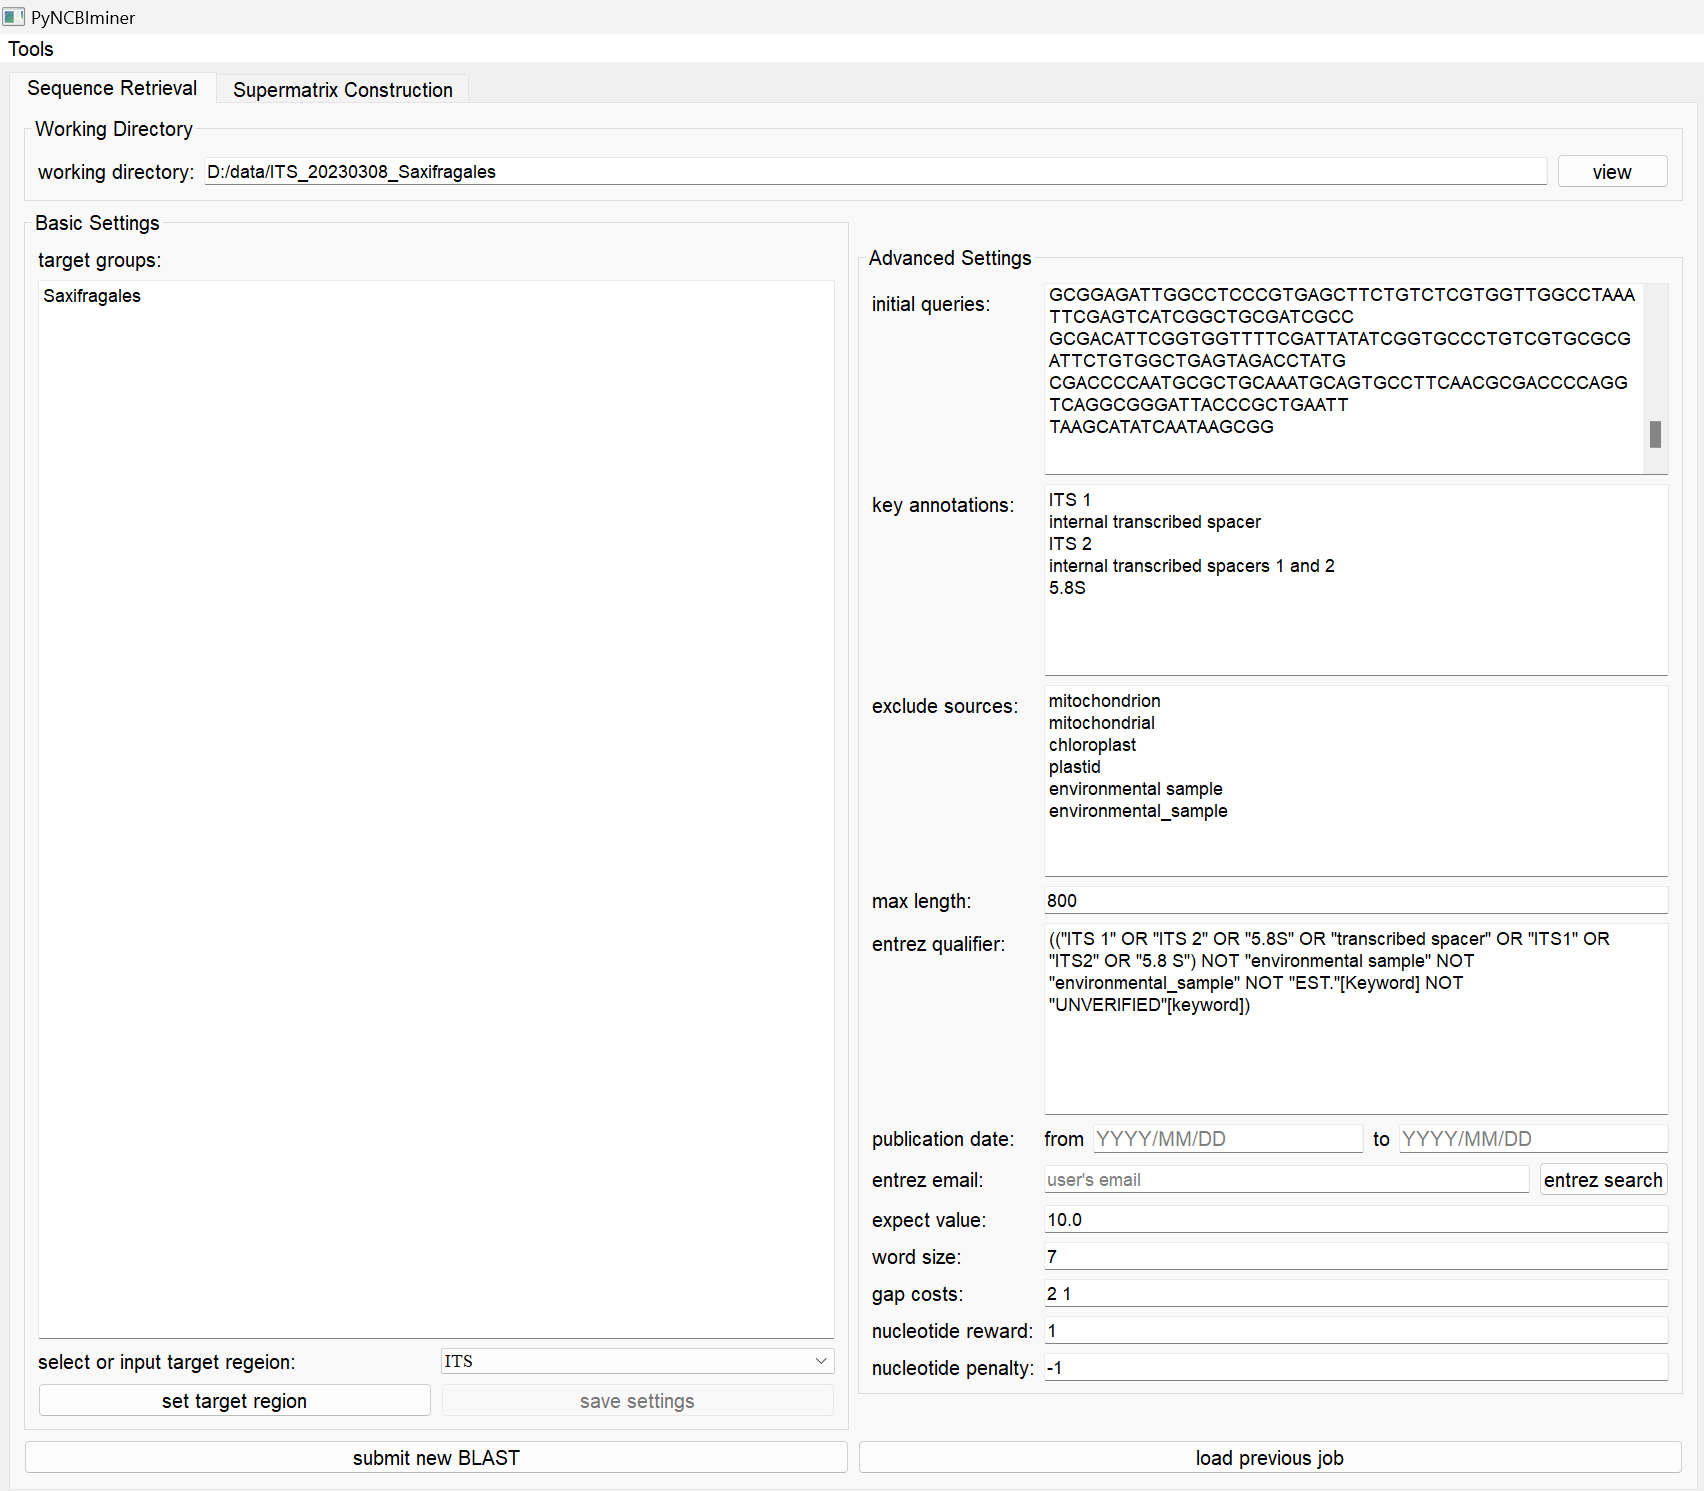 PyNCBIminer
Tools
Sequence Retrieval
Supermatrix Construction
Working Directory
working directory:
D:/data/ITS_20230308_Saxifragales
view
Basic Settings
target groups:
Saxifragales
select or input target regeion:
ITS
set target region
save settings
submit new BLAST
Advanced Settings
initial queries:
GCGGAGATTGGCCTCCCGTGAGCTTCTGTCTCGTGGTTGGCCTAAA
TTCGAGTCATCGGCTGCGATCGCC
GCGACATTCGGTGGTTTTCGATTATATCGGTGCCCTGTCGTGCGCG
ATTCTGTGGCTGAGTAGACCTATG
CGACCCCAATGCGCTGCAAATGCAGTGCCTTCAACGCGACCCCAGG
TCAGGCGGGATTACCCGCTGAATT
TAAGCATATCAATAAGCGG
key annotations:
ITS 1
internal transcribed spacer
ITS 2
internal transcribed spacers 1 and 2
5.8S
exclude sources:
mitochondrion
mitochondrial
chloroplast
plastid
environmental sample
environmental_sample
max length:
800
entrez qualifier:
(("ITS 1" OR "ITS 2" OR "5.8S" OR "transcribed spacer" OR "ITS1" OR
"ITS2" OR "5.8 S") NOT "environmental sample" NOT
"environmental_sample" NOT "EST."[Keyword] NOT
"UNVERIFIED"[keyword])
publication date:
from
YYYY/MM/DD
to
YYYY/MM/DD
entrez email:
user's email
entrez search
expect value:
10.0
word size:
7
gap costs:
2 1
nucleotide reward:
1
nucleotide penalty:
-1
load previous job